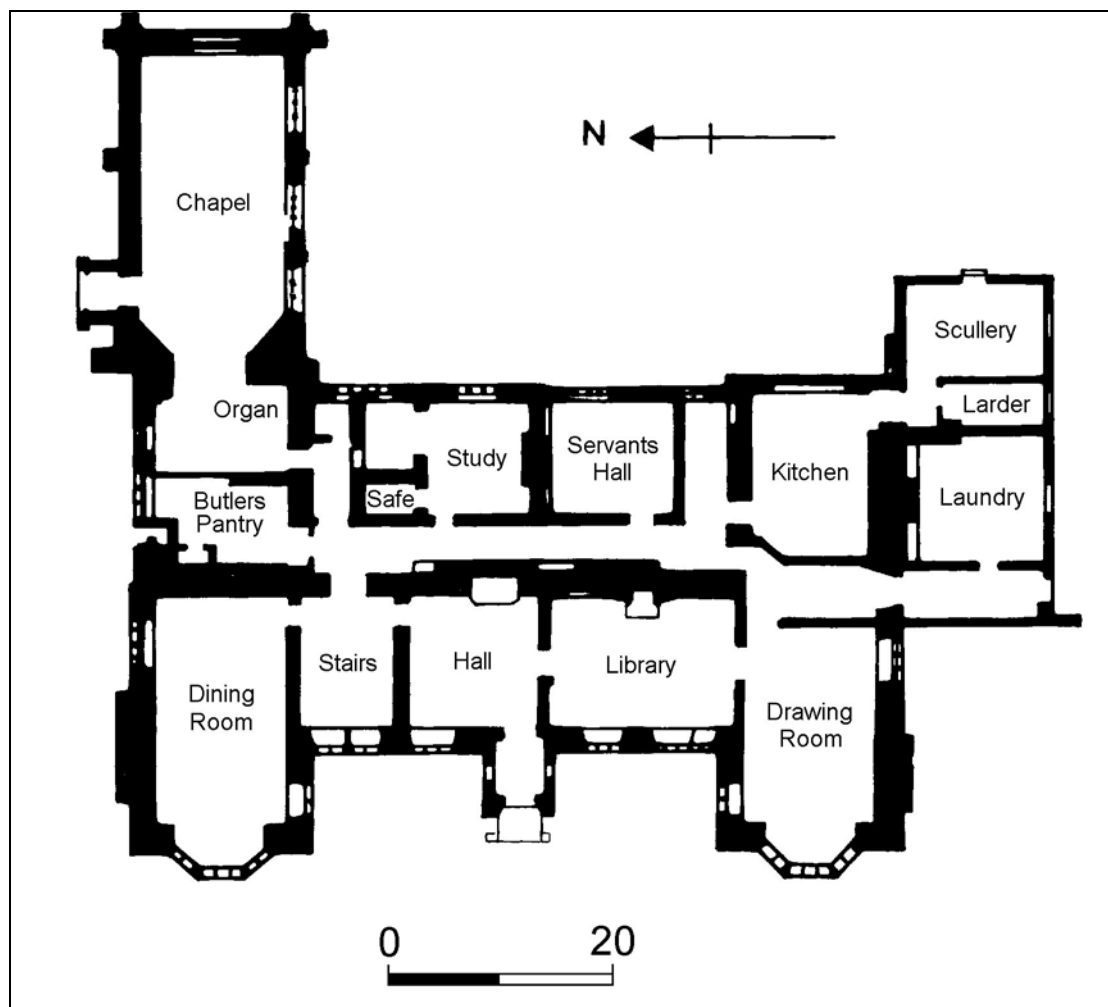 N
Chapel
Scullery
Organ
Larder
Study
Servants
Hall
Kitchen
Safe
Laundry
Butlers
Pantry
Stairs
Hall
Library
Dining
Room
Drawing
Room
0 20